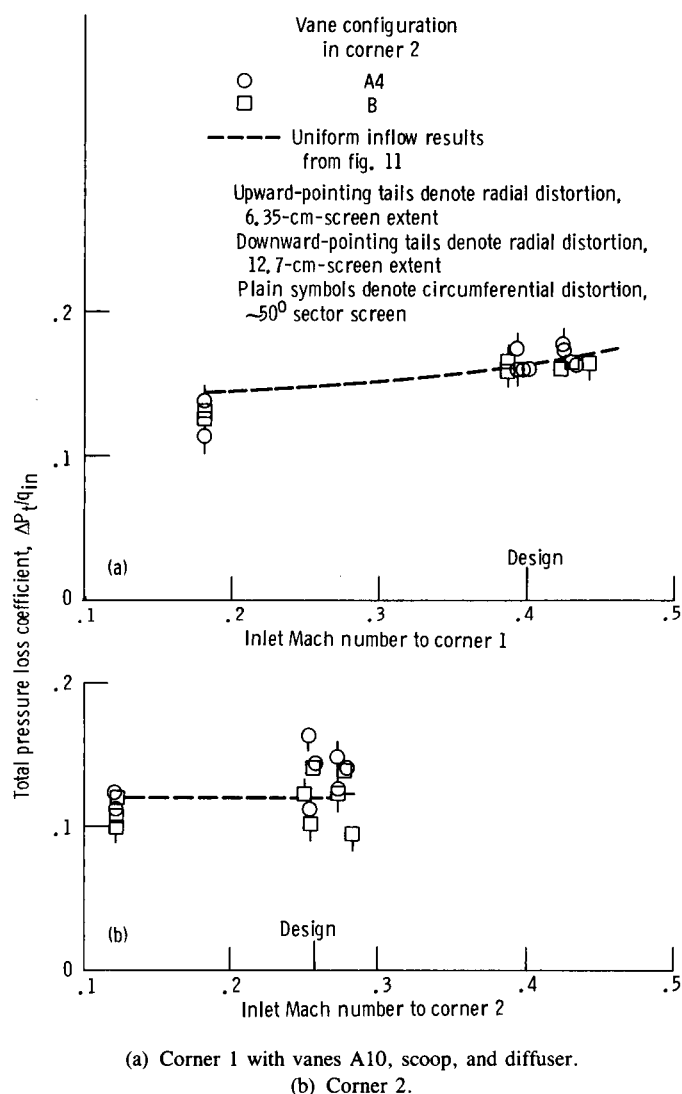 Vane configuration
in corner 2
A4
B
Uniform inflow results
from fig. 11
Upward-pointing tails denote radial distortion,
6.35-cm-screen extent
Downward-pointing tails denote radial distortion,
12.7-cm-screen extent
Plain symbols denote circumferential distortion,
~50° sector screen
Total pressure loss coefficient, ΔPt/qin
.2
.1
0
(a)
Design
.1 .2 .3 .4 .5
Inlet Mach number to corner 1
.2
.1
0
(b)
Design
.1 .2 .3 .4 .5
Inlet Mach number to corner 2
(a) Corner 1 with vanes A10, scoop, and diffuser.
(b) Corner 2.